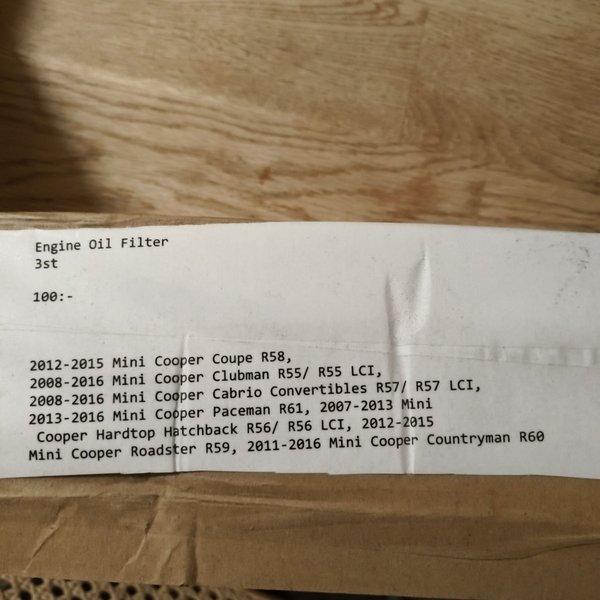 Engine Oil Filter
3st
100:-
2012-2015 Mini Cooper Coupe R58,
2008-2016 Mini Cooper Clubman R55/ R55 LCI,
2008-2016 Mini Cooper Cabrio Convertibles R57/ R57 LCI,
2013-2016 Mini Cooper Paceman R61, 2007-2013 Mini
Cooper Hardtop Hatchback R56/ R56 LCI, 2012-2015
Mini Cooper Roadster R59, 2011-2016 Mini Cooper Countryman R60